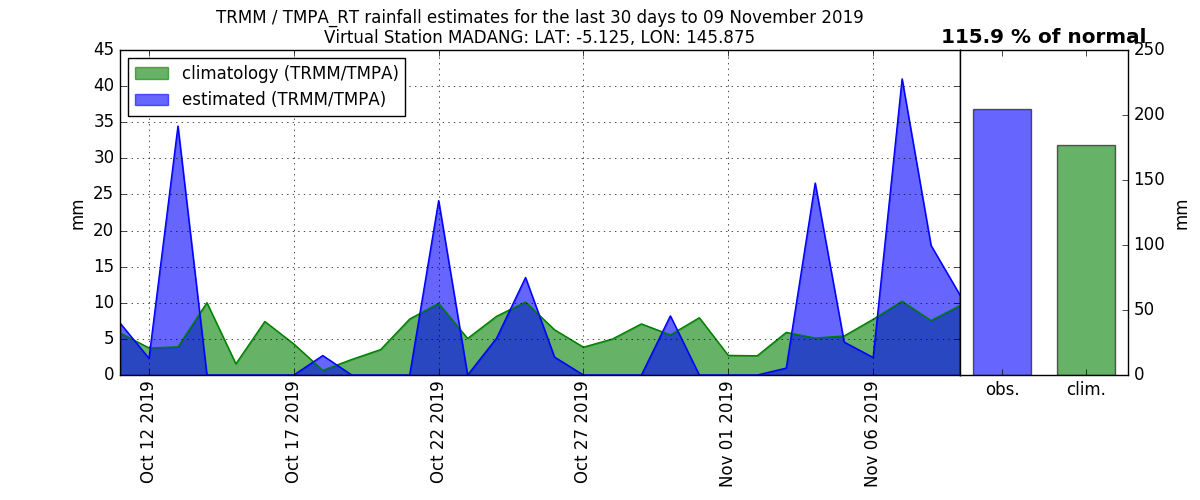 TRMM / TMPA_RT rainfall estimates for the last 30 days to 09 November 2019
Virtual Station MADANG: LAT: -5.125, LON: 145.875
115.9 % of normal
climatology (TRMM/TMPA)
estimated (TRMM/TMPA)
45
40
35
30
25
20
15
10
5
0
mm
Oct 12 2019
Oct 17 2019
Oct 22 2019
Oct 27 2019
Nov 01 2019
Nov 06 2019
250
200
150
100
50
0
mm
obs.
clim.